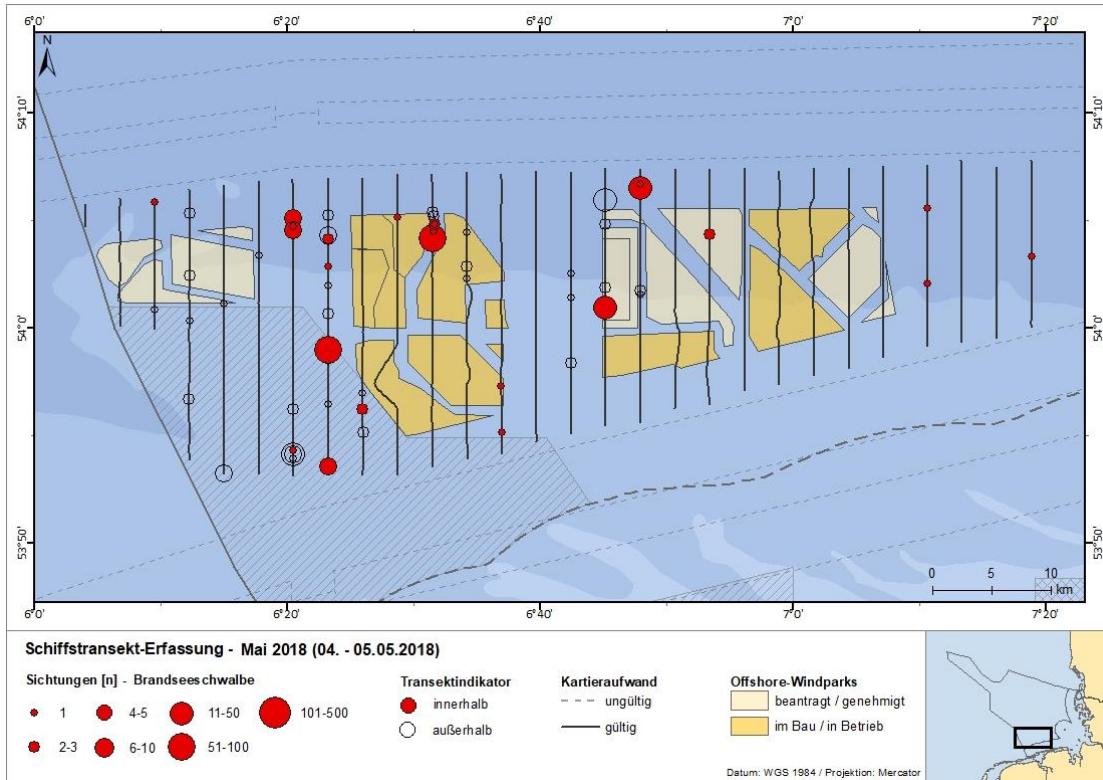 6°0' 6°20' 6°40' 7°0' 7°20'
N
54°10' 54°10'
54°0' 54°0'
53°50' 53°50'
0 5 10
km
6°0' 6°20' 6°40' 7°0' 7°20'
Schiffstransekt-Erfassung - Mai 2018 (04. - 05.05.2018)
Sichtungen [n] - Brandseeschwalbe
1 4-5 11-50 101-500
2-3 6-10 51-100
Transektindikator
innerhalb
außerhalb
Kartieraufwand
ungültig
gültig
Offshore-Windparks
beantragt / genehmigt
im Bau / in Betrieb
Datum: WGS 1984 / Projektion: Mercator